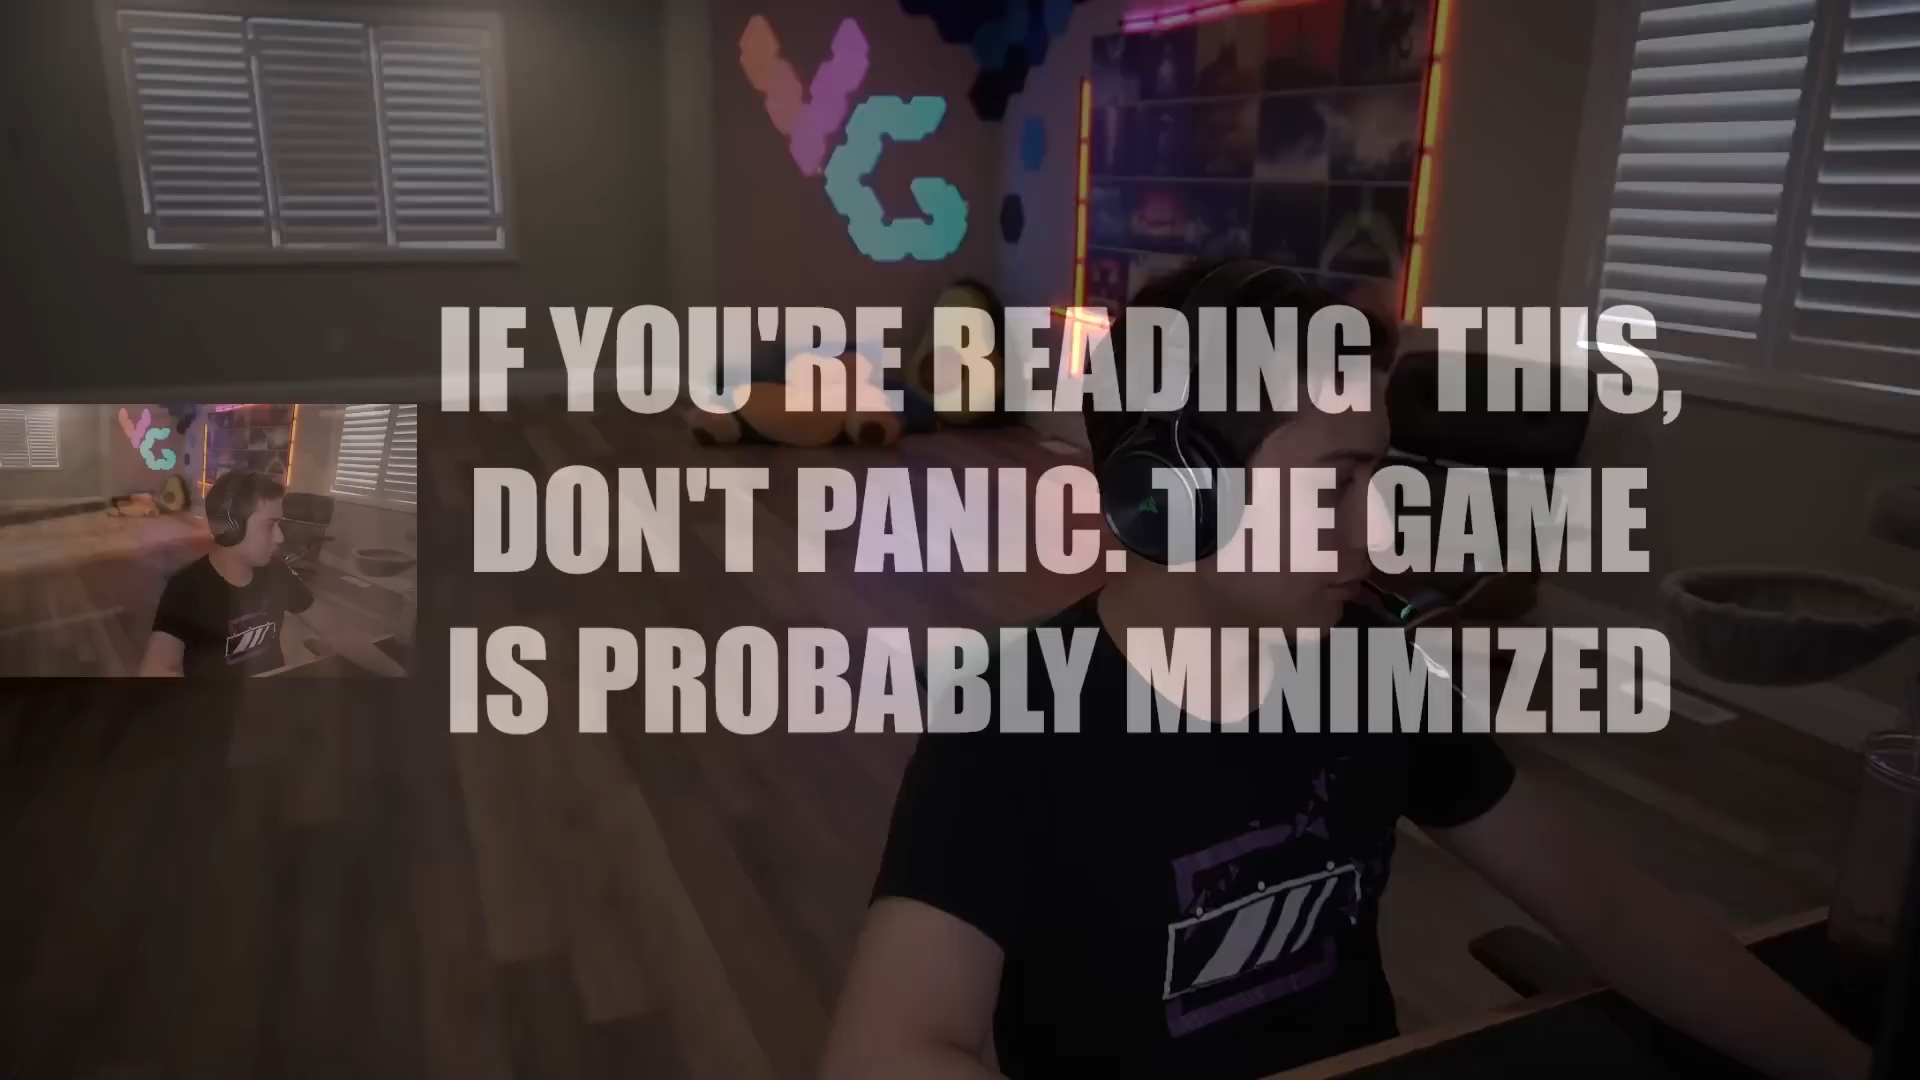 VG
IF YOU'RE READING THIS,
DON'T PANIC. THE GAME
IS PROBABLY MINIMIZED